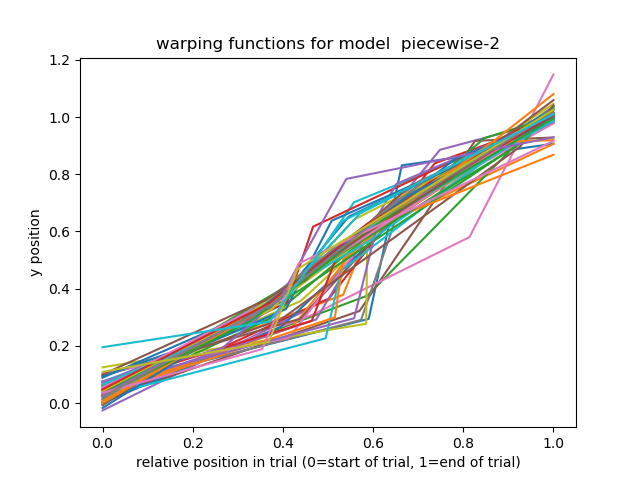 warping functions for model  piecewise-2
1.2
1.0
0.8
0.6
0.4
0.2
0.0
y position
0.0 0.2 0.4 0.6 0.8 1.0
relative position in trial (0=start of trial, 1=end of trial)